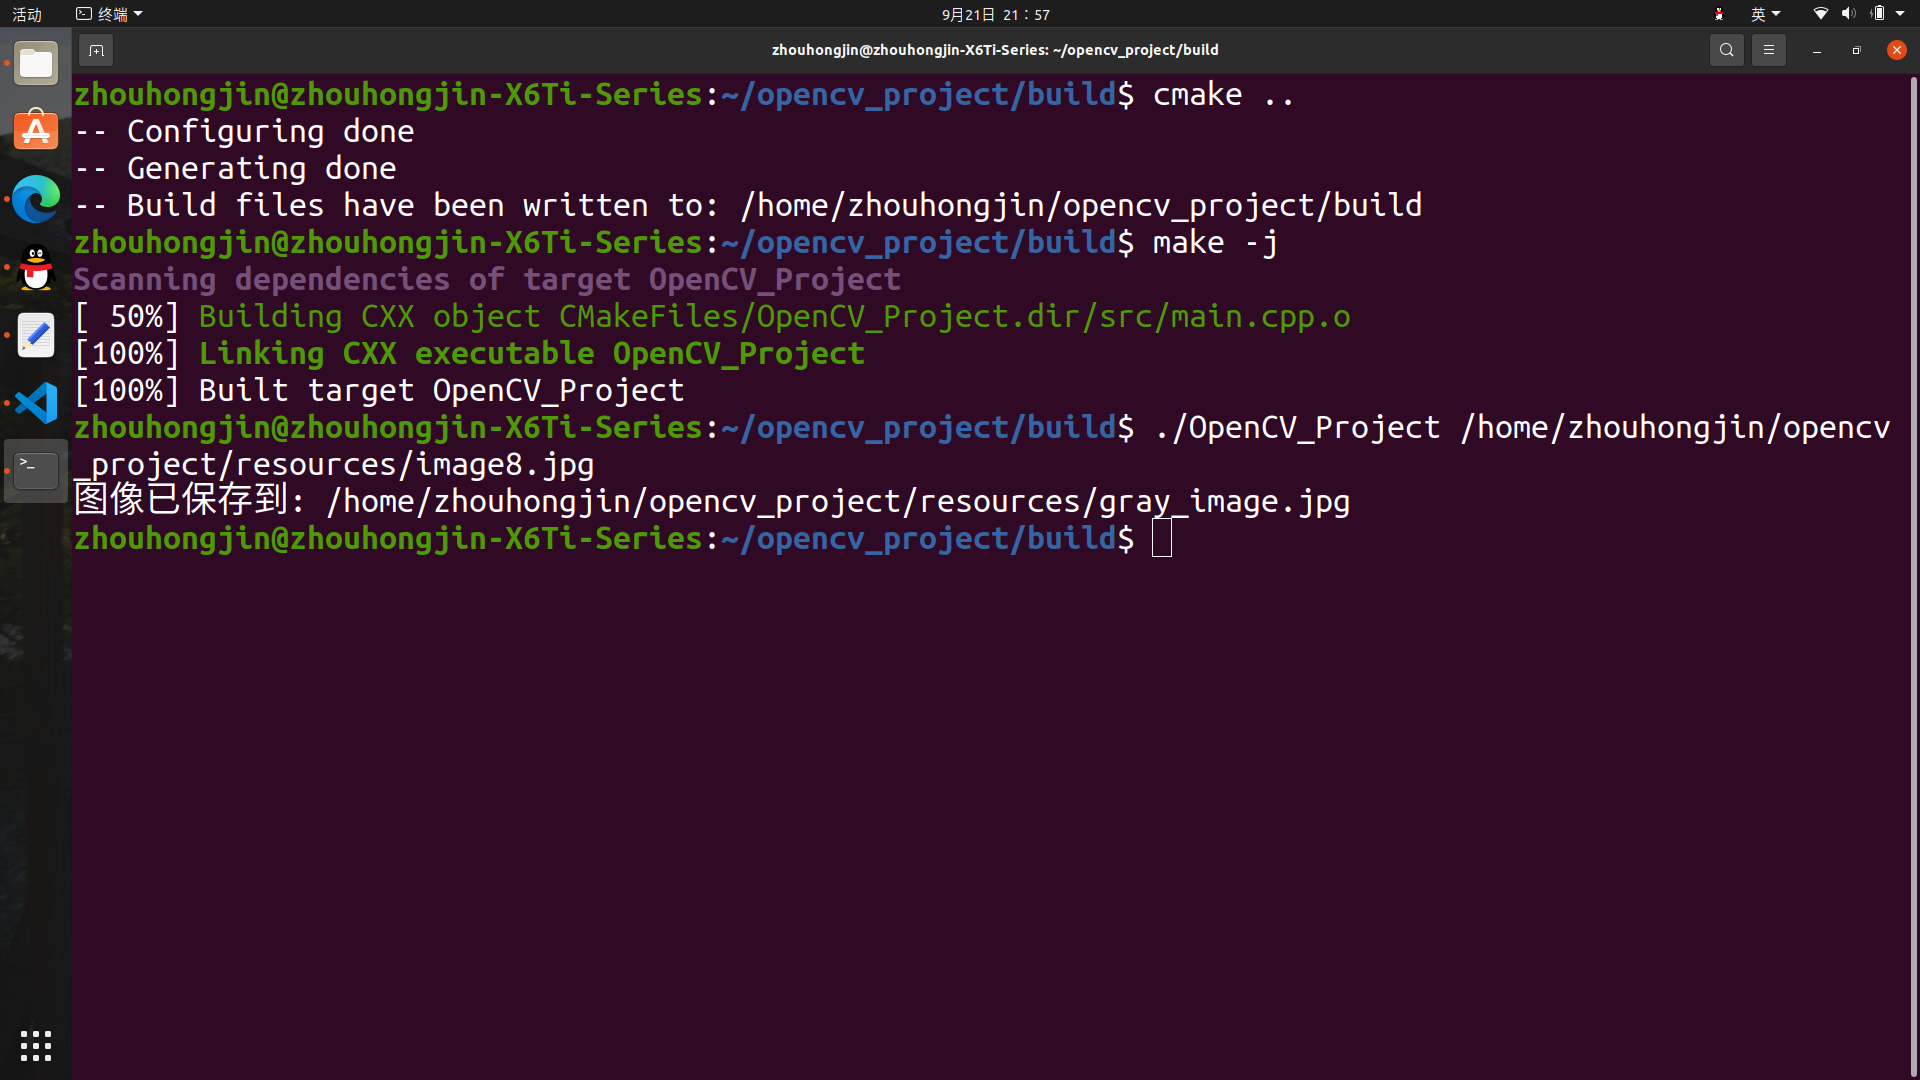 活动 终端 9月21日 21：57 英
zhouhongjin@zhouhongjin-X6Ti-Series: ~/opencv_project/build
zhouhongjin@zhouhongjin-X6Ti-Series:~/opencv_project/build$ cmake ..
-- Configuring done
-- Generating done
-- Build files have been written to: /home/zhouhongjin/opencv_project/build
zhouhongjin@zhouhongjin-X6Ti-Series:~/opencv_project/build$ make -j
Scanning dependencies of target OpenCV_Project
[ 50%] Building CXX object CMakeFiles/OpenCV_Project.dir/src/main.cpp.o
[100%] Linking CXX executable OpenCV_Project
[100%] Built target OpenCV_Project
zhouhongjin@zhouhongjin-X6Ti-Series:~/opencv_project/build$ ./OpenCV_Project /home/zhouhongjin/opencv
_project/resources/image8.jpg
图像已保存到: /home/zhouhongjin/opencv_project/resources/gray_image.jpg
zhouhongjin@zhouhongjin-X6Ti-Series:~/opencv_project/build$